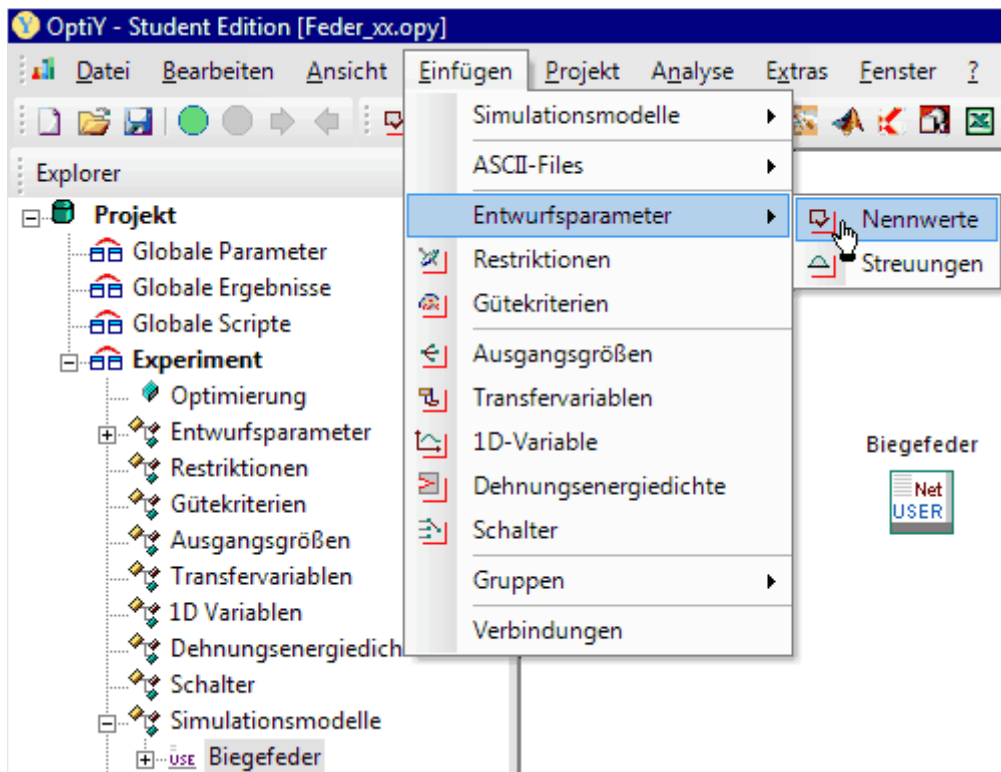 OptiY - Student Edition [Feder_xx.opy]
Datei Bearbeiten Ansicht Einfügen Projekt Analyse Extras Fenster ?
Explorer
Projekt
Globale Parameter
Globale Ergebnisse
Globale Scripte
Experiment
Optimierung
Entwurfsparameter
Restriktionen
Gütekriterien
Ausgangsgrößen
Transfervariablen
1D Variablen
Dehnungsenergiedich
Schalter
Simulationsmodelle
USE Biegefeder
Simulationsmodelle
ASCII-Files
Entwurfsparameter
Restriktionen
Gütekriterien
Ausgangsgrößen
Transfervariablen
1D-Variable
Dehnungsenergiedichte
Schalter
Gruppen
Verbindungen
Nennwerte
Streuungen
Biegefeder
Net
USER